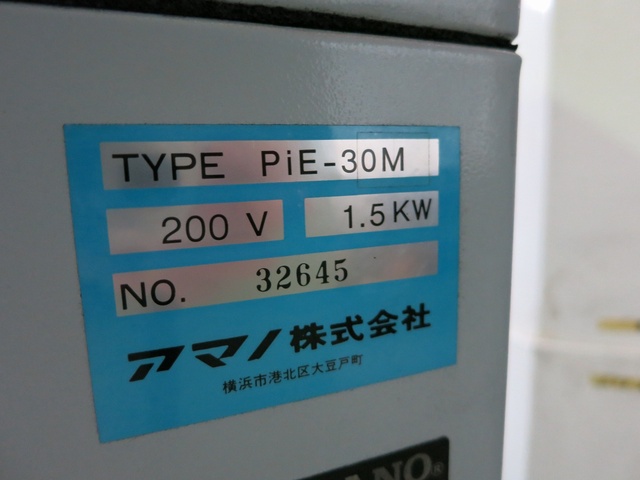 TYPE PiE-30M
200 V 1.5 KW
NO. 32645
アマノ株式会社
横浜市港北区大豆戸町
ANO®